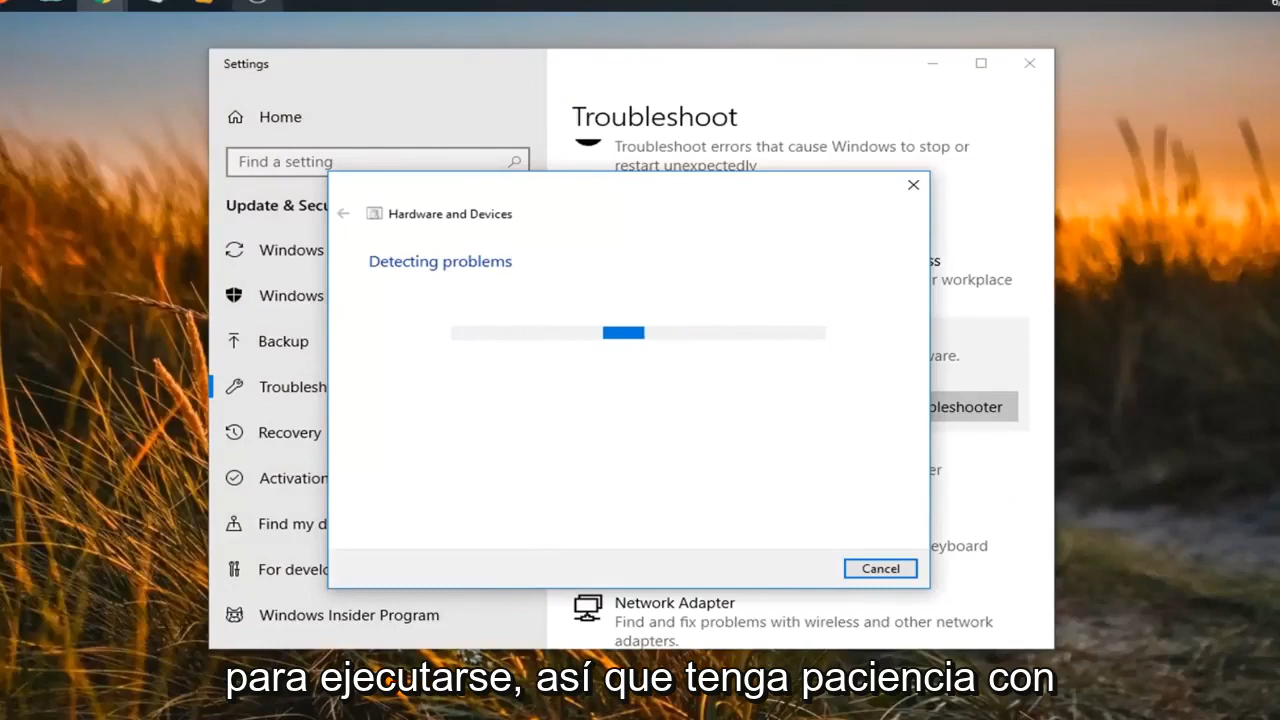 Settings
Home
Find a setting
Update & Secu
Windows
Windows
Backup
Troublesh
Recovery
Activation
Find my d
For develo
Windows Insider Program
Troubleshoot
Troubleshoot errors that cause Windows to stop or
restart unexpectedly
ss
r workplace
ware.
bleshooter
er
eyboard
Network Adapter
Find and fix problems with wireless and other network
adapters.
Hardware and Devices
Detecting problems
Cancel
para ejecutarse, así que tenga paciencia con